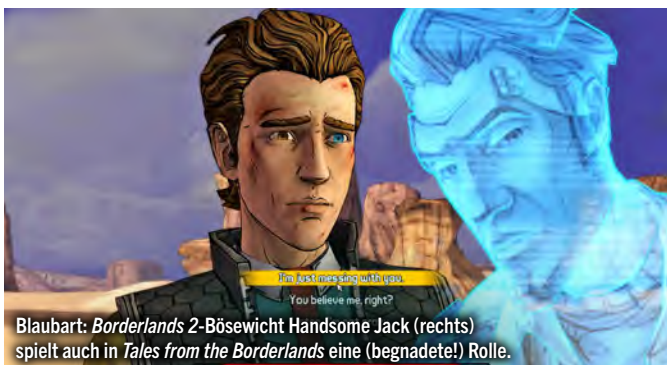 I'm just messing with you.
You believe me, right?
Blaubart: Borderlands 2-Bösewicht Handsome Jack (rechts)
spielt auch in Tales from the Borderlands eine (begnadete!) Rolle.